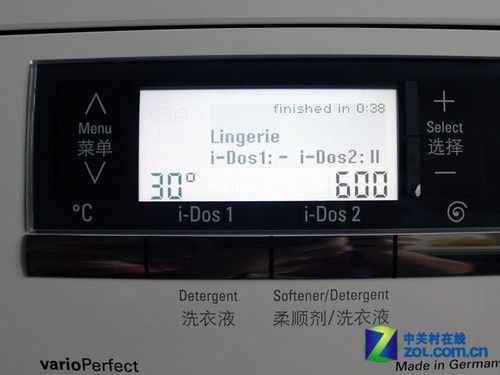 finished in 0:38
Menu
菜单
Lingerie
i-Dos1: – i-Dos2: II
Select
选择
30° 600
°C i-Dos 1 i-Dos 2
Detergent Softener/Detergent
洗衣液 柔顺剂/洗衣液
varioPerfect
Made in Germany
中关村在线
ZOL.COM.CN